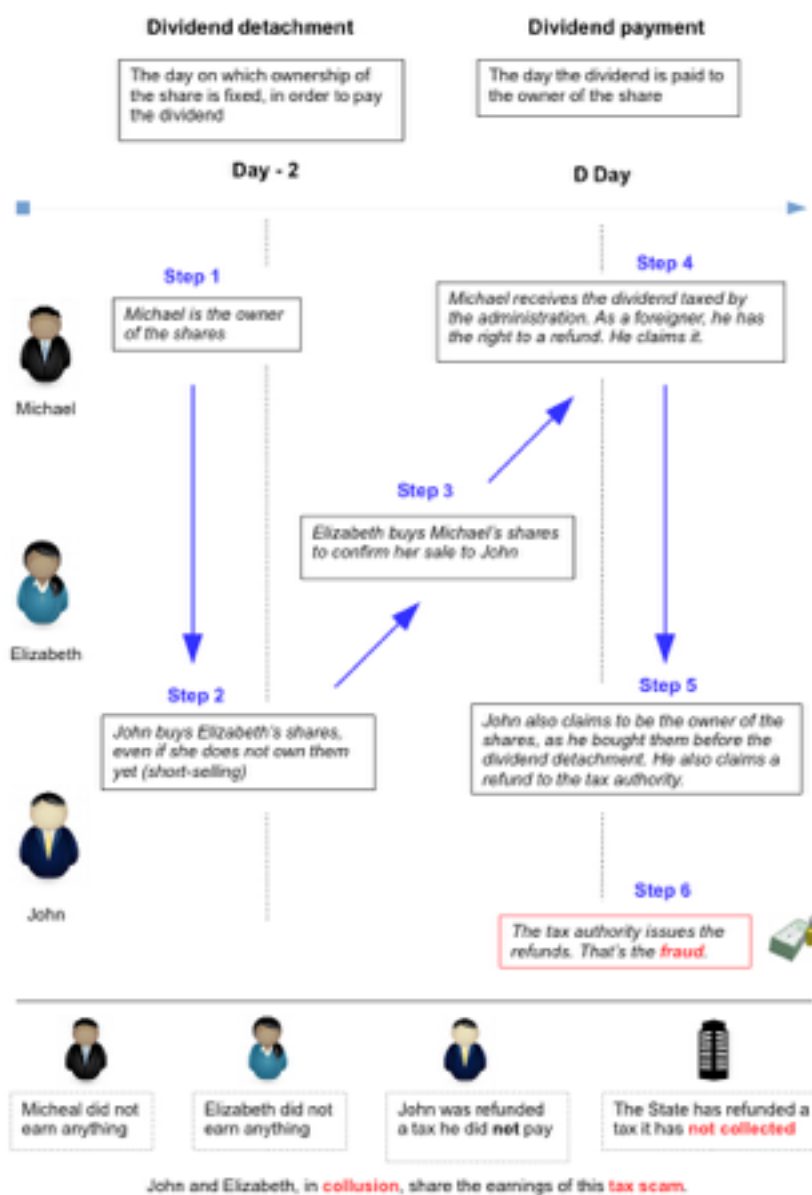 Dividend detachment
Dividend payment
The day on which ownership of
the share is fixed, in order to pay
the dividend
The day the dividend is paid to
the owner of the share
Day - 2
D Day
Step 1
Michael is the owner
of the shares
Step 4
Michael receives the dividend taxed by
the administration. As a foreigner, he has
the right to a refund. He claims it.
Michael
Step 3
Elizabeth buys Michael's shares
to confirm her sale to John
Elizabeth
Step 2
John buys Elizabeth's shares,
even if she does not own them
yet (short-selling)
Step 5
John also claims to be the owner of the
shares, as he bought them before the
dividend detachment. He also claims a
refund to the tax authority.
John
Step 6
The tax authority issues the
refunds. That's the fraud.
Micheal did not
earn anything
Elizabeth did not
earn anything
John was refunded
a tax he did not pay
The State has refunded a
tax it has not collected
John and Elizabeth, in collusion, share the earnings of this tax scam.